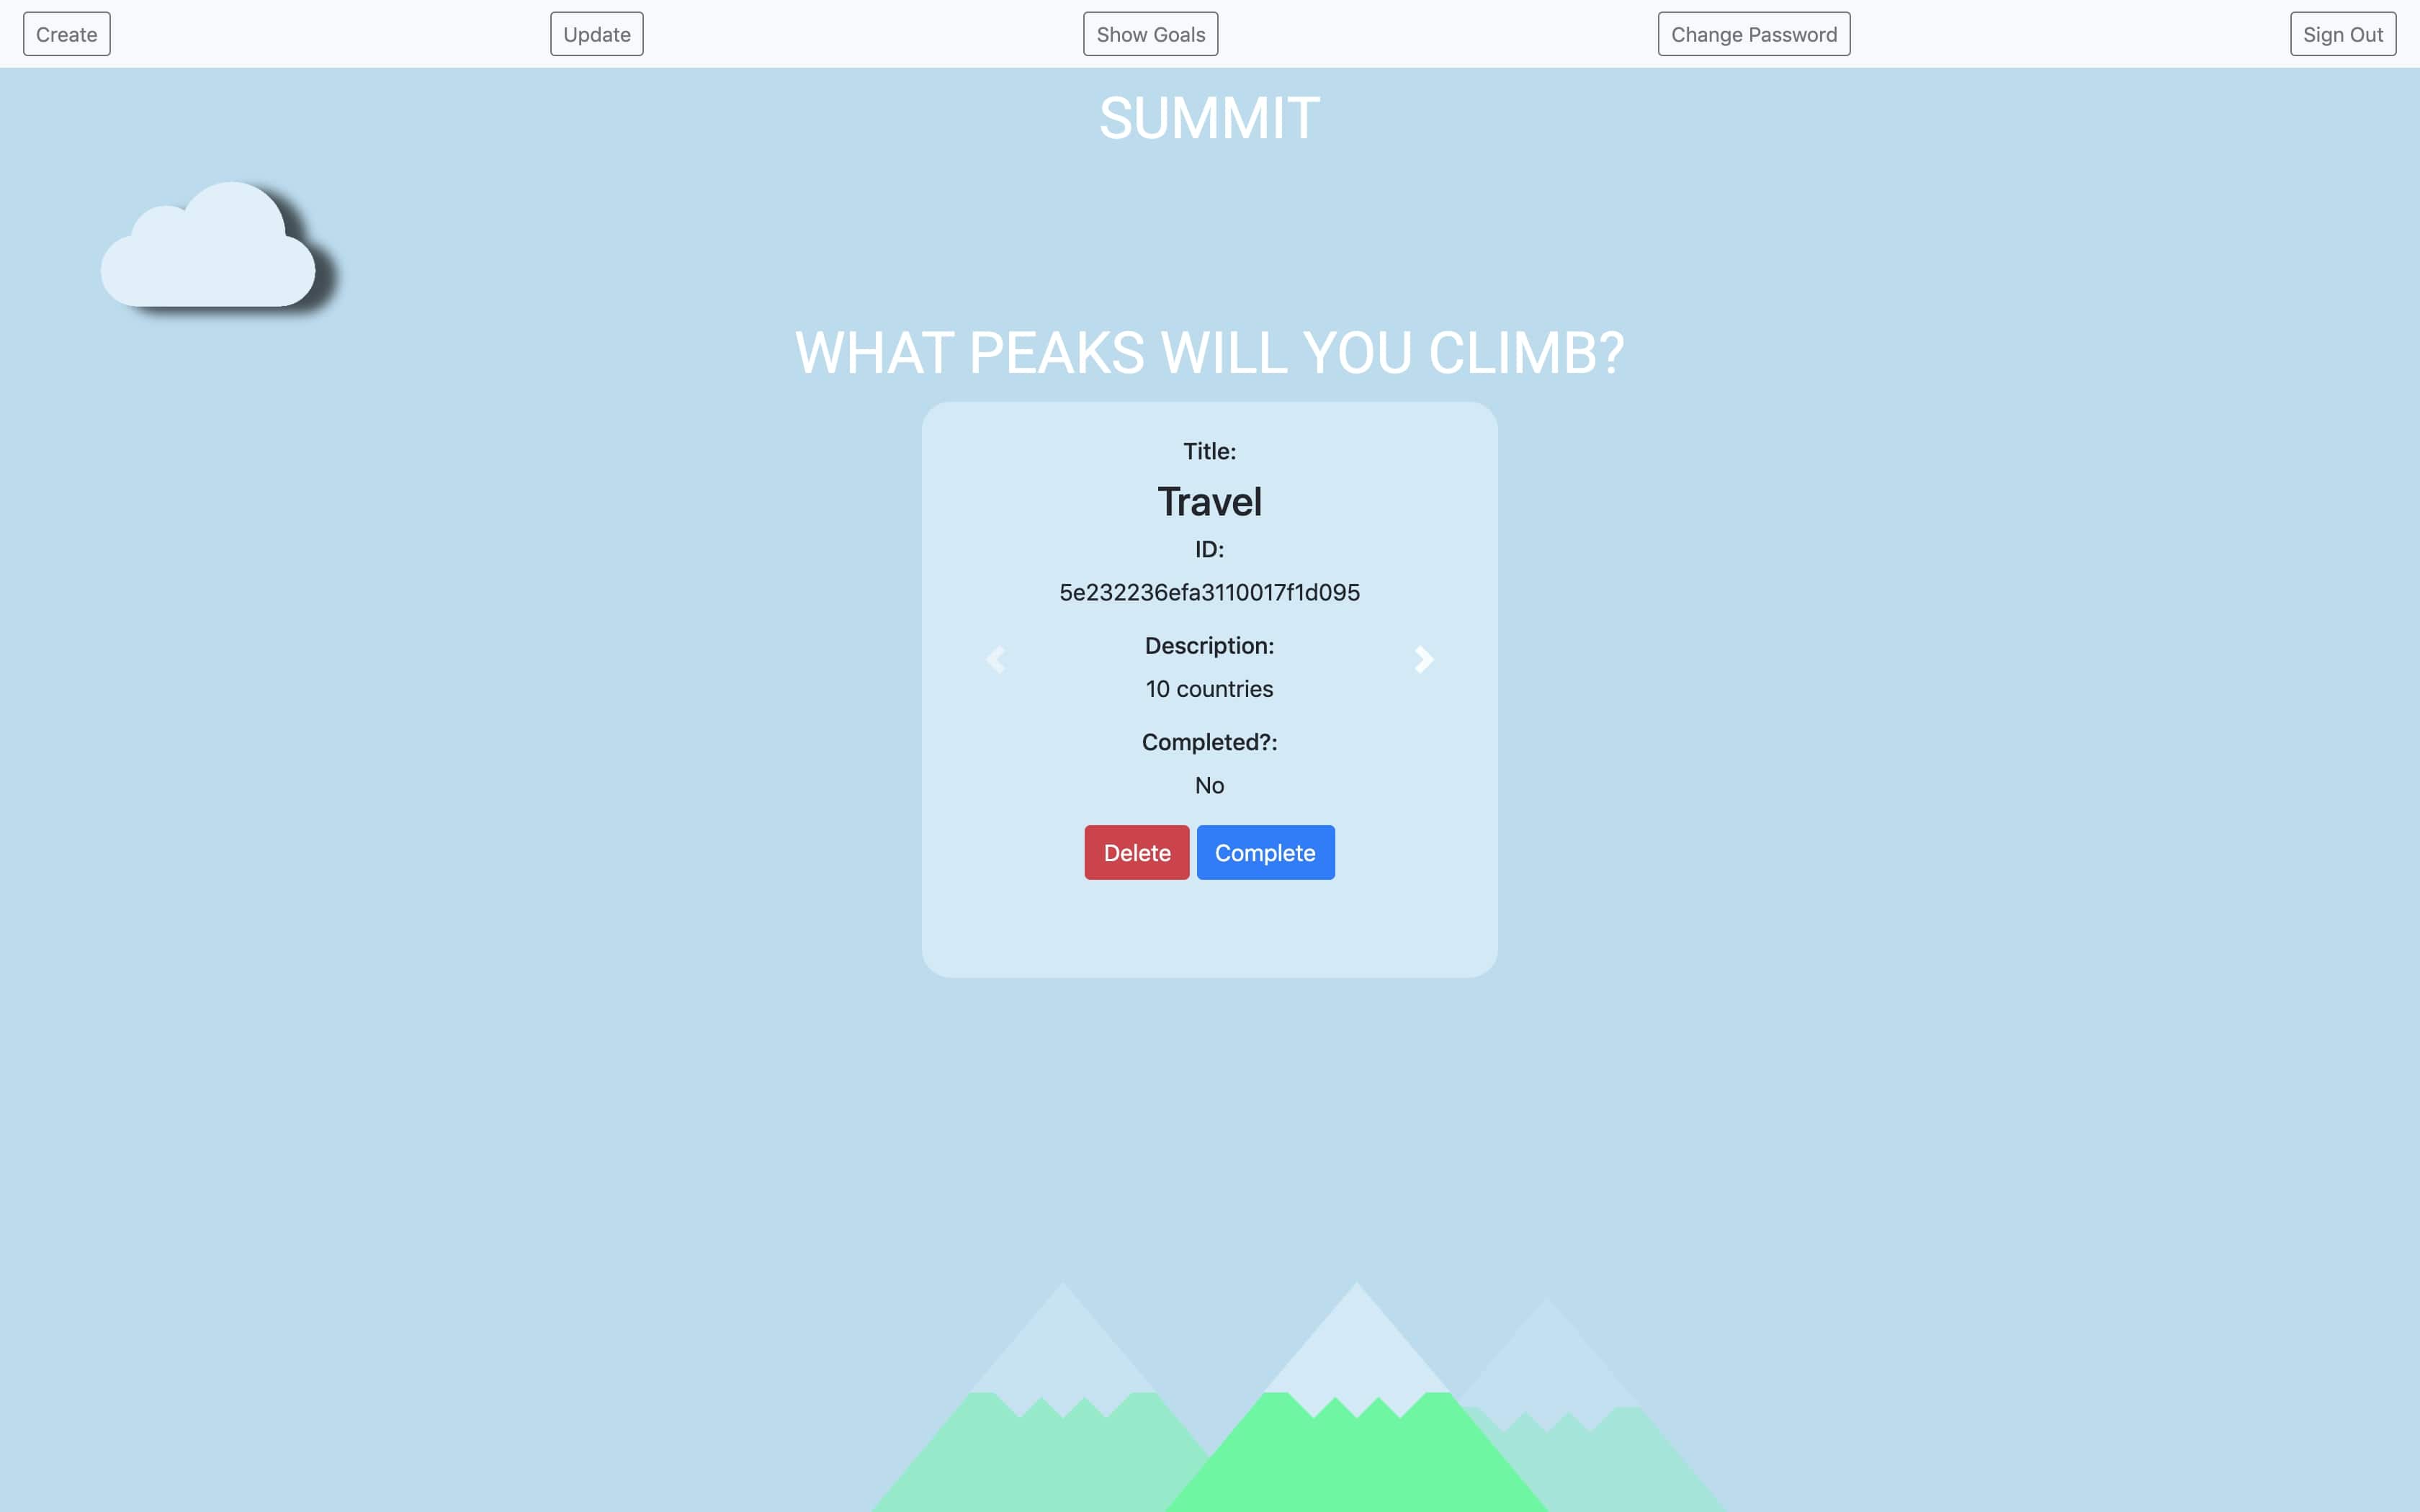 Create
Update
Show Goals
Change Password
Sign Out
SUMMIT
WHAT PEAKS WILL YOU CLIMB?
Title:
Travel
ID:
5e232236efa3110017f1d095
Description:
10 countries
Completed?:
No
Delete
Complete